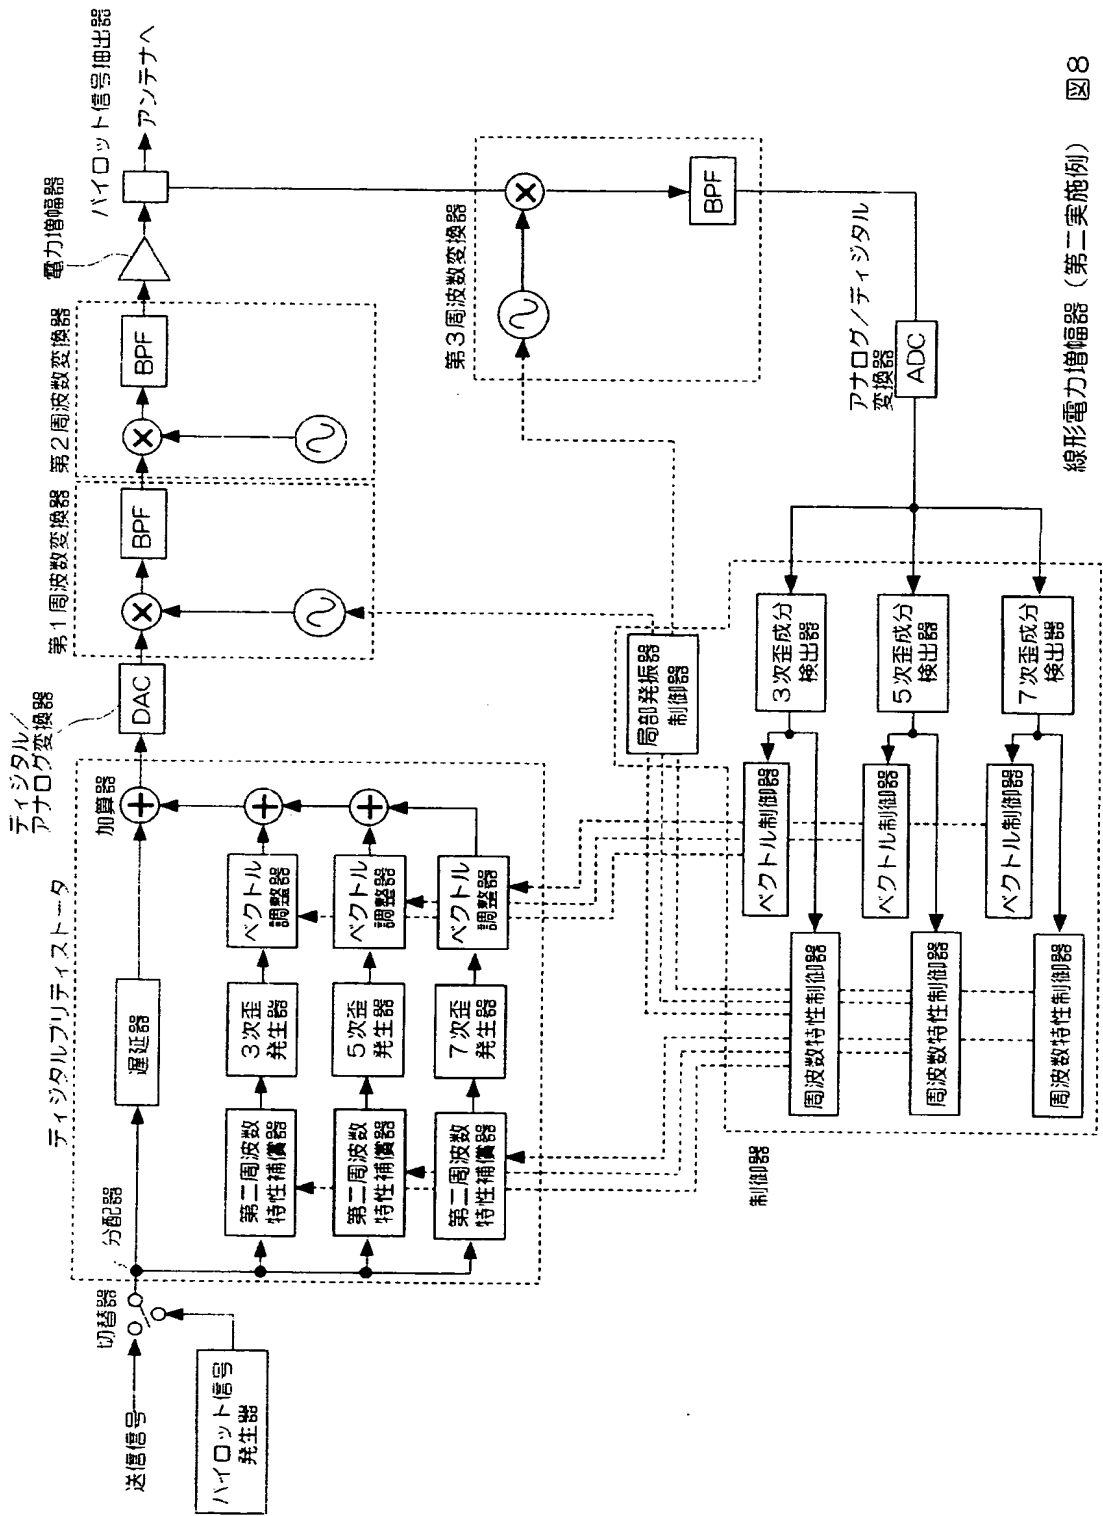 ディジタルプリディストータ
送信信号
切替器
パイロット信号
発生器
分配器
遅延器
第二周波数
特性補償器
3次歪
発生器
ベクトル
調整器
第二周波数
特性補償器
5次歪
発生器
ベクトル
調整器
第二周波数
特性補償器
7次歪
発生器
ベクトル
調整器
加算器
ディジタル/
アナログ変換器
DAC
第1周波数変換器
BPF
第2周波数変換器
BPF
電力増幅器
パイロット信号抽出器
アンテナへ
第3周波数変換器
BPF
アナログ/ディジタル
変換器
ADC
局部発振器
制御器
3次歪成分
検出器
5次歪成分
検出器
7次歪成分
検出器
ベクトル制御器
ベクトル制御器
ベクトル制御器
周波数特性制御器
周波数特性制御器
周波数特性制御器
制御器
線形電力増幅器(第二実施例) 図8